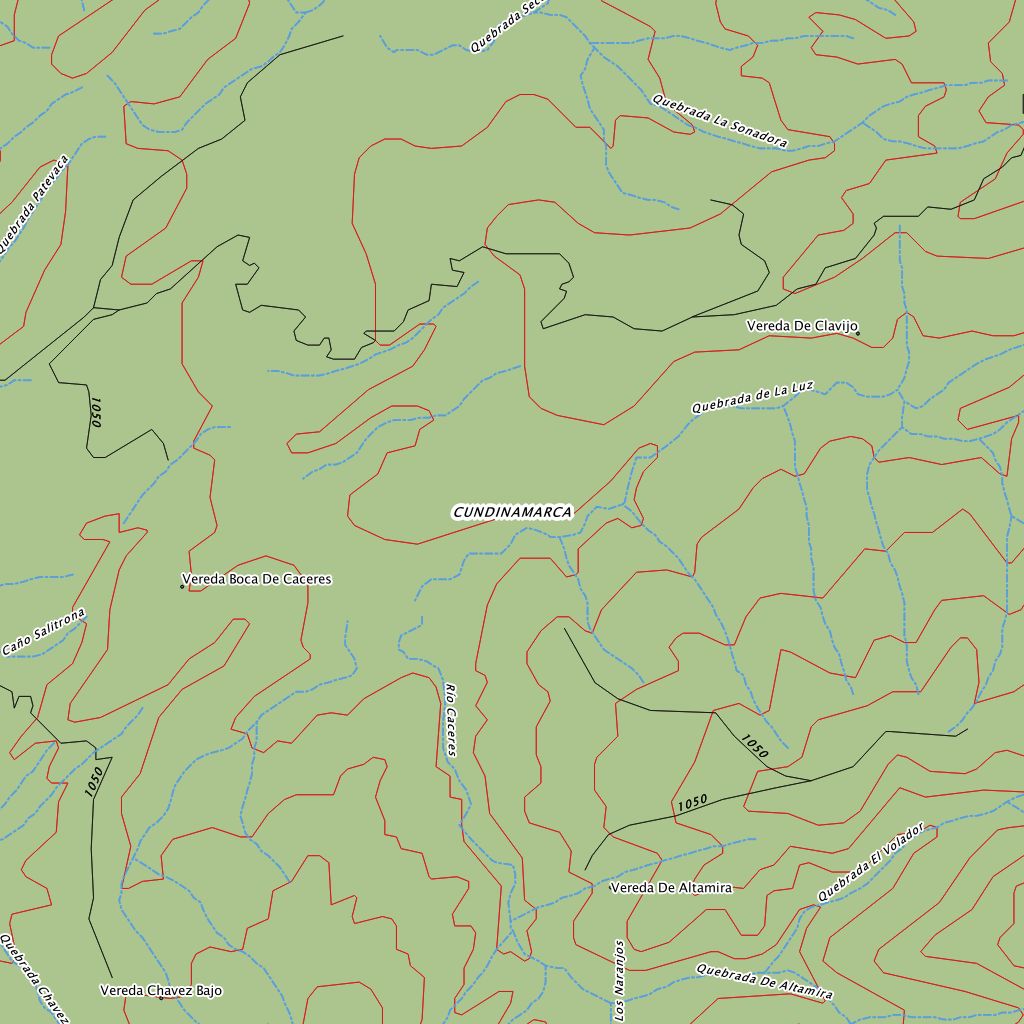 Quebrada Sec
Quebrada La Sonadora
Quebrada Patevaca
Vereda De Clavijo
Quebrada de La Luz
1050
CUNDINAMARCA
Vereda Boca De Caceres
Caño Salitrona
Río Caceres
1050
1050
1050
Quebrada El Volador
Vereda De Altamira
Los Naranjos
Quebrada De Altamira
Quebrada Chavez
Vereda Chavez Bajo